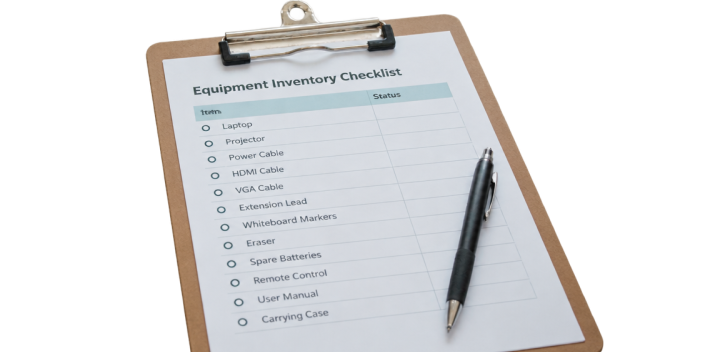 Equipment Inventory Checklist
Item Status
Laptop
Projector
Power Cable
HDMI Cable
VGA Cable
Extension Lead
Whiteboard Markers
Eraser
Spare Batteries
Remote Control
User Manual
Carrying Case